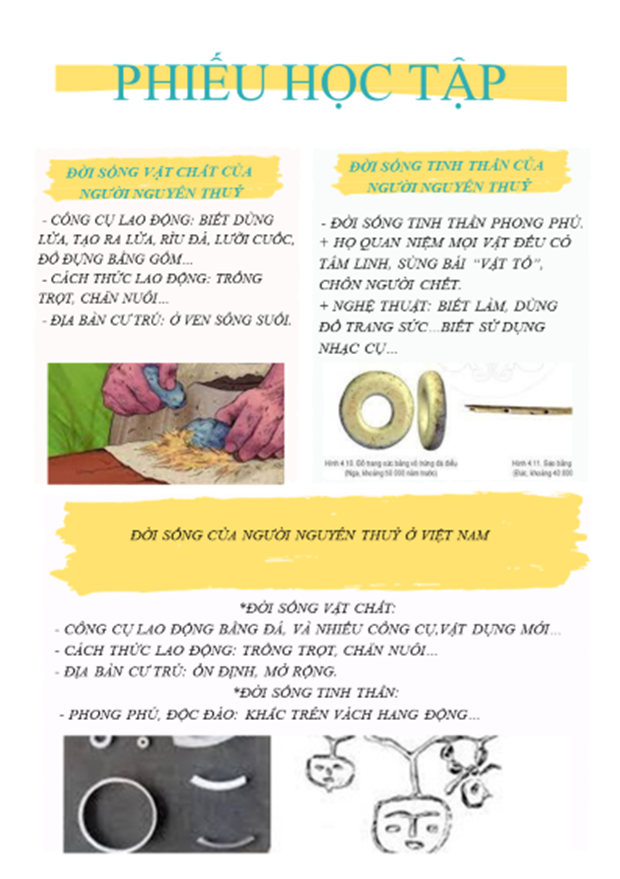 PHIẾU HỌC TẬP
ĐỜI SỐNG VẬT CHẤT CỦA
NGƯỜI NGUYÊN THUỶ
- CÔNG CỤ LAO ĐỘNG: BIẾT DÙNG
LỬA, TẠO RA LỬA, RÌU ĐÁ, LƯỠI CUỐC,
ĐỒ ĐỰNG BẰNG GỐM...
- CÁCH THỨC LAO ĐỘNG: TRỒNG
TRỌT, CHĂN NUÔI...
- ĐỊA BÀN CƯ TRÚ: Ở VEN SÔNG SUỐI.
ĐỜI SỐNG TINH THẦN CỦA
NGƯỜI NGUYÊN THUỶ
- ĐỜI SỐNG TINH THẦN PHONG PHÚ.
+ HỌ QUAN NIỆM MỌI VẬT ĐỀU CÓ
TÂM LINH, SÙNG BÁI “VẬT TỔ”,
CHÔN NGƯỜI CHẾT.
+ NGHỆ THUẬT: BIẾT LÀM, DÙNG
ĐỒ TRANG SỨC...BIẾT SỬ DỤNG
NHẠC CỤ...
Hình 4.10. Đồ trang sức bằng vỏ trứng đà điểu
(Nga, khoảng 50 000 năm trước)
Hình 4.11. Sáo bằng
(Đức, khoảng 40 000
ĐỜI SỐNG CỦA NGƯỜI NGUYÊN THUỶ Ở VIỆT NAM
*ĐỜI SỐNG VẬT CHẤT:
- CÔNG CỤ LAO ĐỘNG BẰNG ĐÁ, VÀ NHIỀU CÔNG CỤ,VẬT DỤNG MỚI...
- CÁCH THỨC LAO ĐỘNG: TRỒNG TRỌT, CHĂN NUÔI...
- ĐỊA BÀN CƯ TRÚ: ỔN ĐỊNH, MỞ RỘNG.
*ĐỜI SỐNG TINH THẦN:
- PHONG PHÚ, ĐỘC ĐÁO: KHẮC TRÊN VÁCH HANG ĐỘNG...